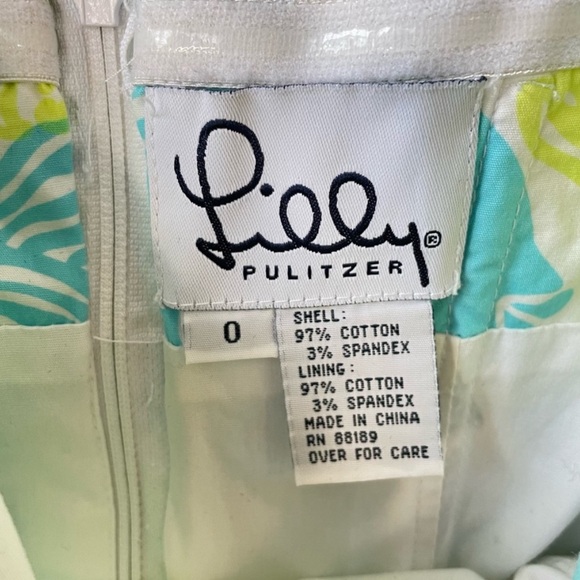 Lilly®
PULITZER
0
SHELL:
97% COTTON
3% SPANDEX
LINING:
97% COTTON
3% SPANDEX
MADE IN CHINA
RN 88189
OVER FOR CARE